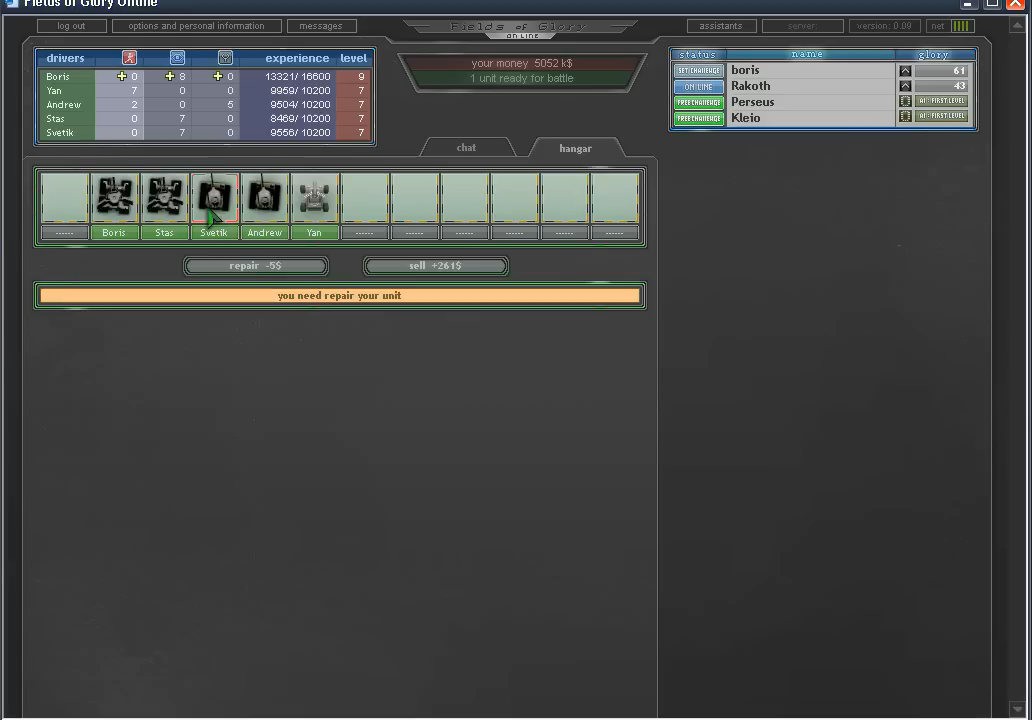 Fields of Glory Online
log out
options and personal information
messages
Fields of Glory
ON LINE
assistants
server:
version: 0.00
net
drivers experience level
Boris 0 8 0 13321/ 16600 9
Yan 7 0 0 9959/ 10200 7
Andrew 2 0 5 9504/ 10200 7
Stas 0 7 0 8469/ 10200 7
Svetik 0 7 0 9556/ 10200 7
your money 5052 k$
1 unit ready for battle
status name glory
SET CHALLENGE boris 61
ON LINE Rakoth 43
FREE CHALLENGE Perseus AI : FIRST LEVEL
FREE CHALLENGE Kleio AI : FIRST LEVEL
chat
hangar
------ Boris Stas Svetik Andrew Yan ------ ------ ------ ------ ------ ------
repair -5$
sell +261$
you need repair your unit